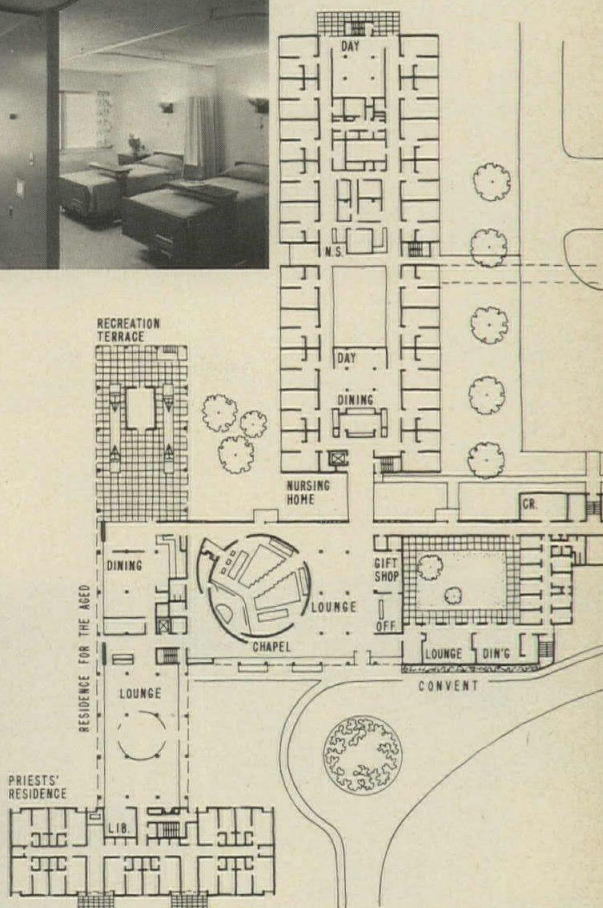 DAY
N.S.
RECREATION
TERRACE
DAY
DINING
NURSING
HOME
CR.
DINING
GIFT
SHOP
LOUNGE
OFF.
CHAPEL
RESIDENCE FOR THE AGED
LOUNGE
DIN'G
CONVENT
LOUNGE
PRIESTS'
RESIDENCE
LIB.